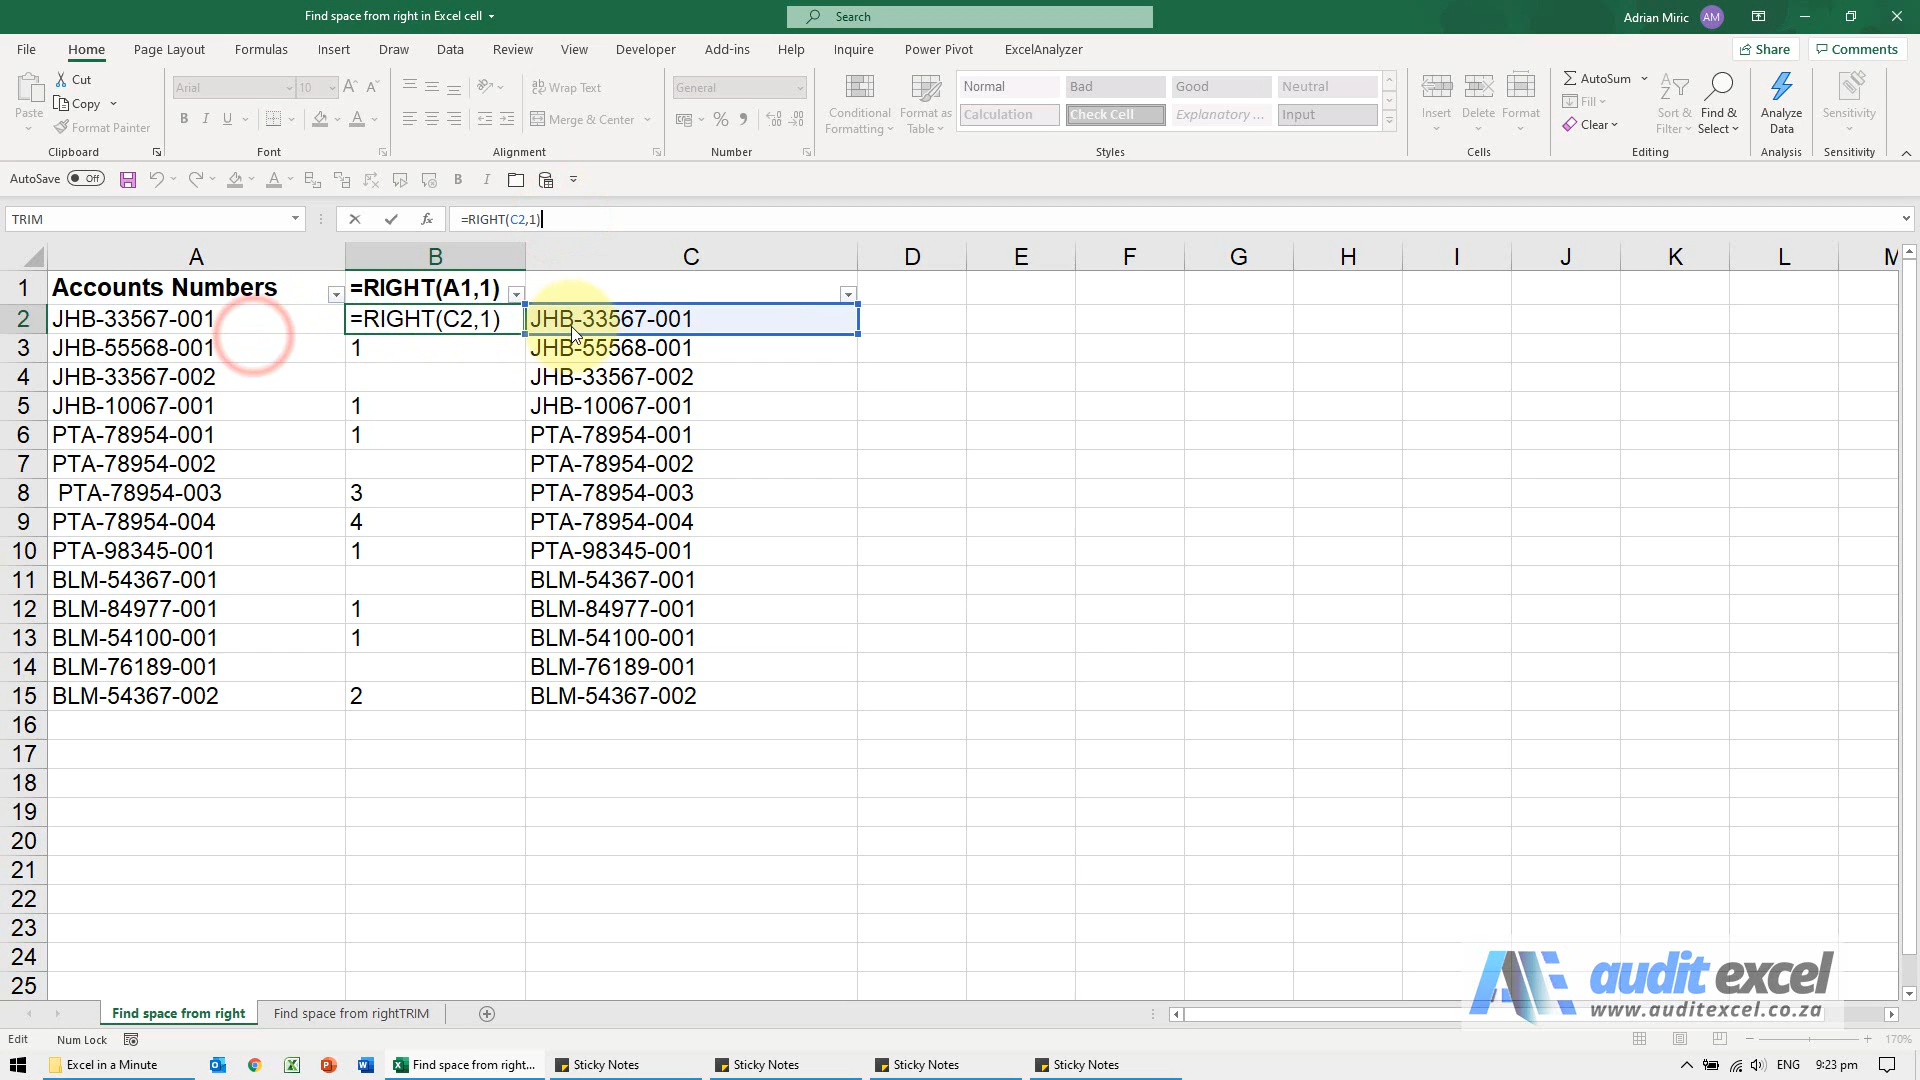 Find space from right in Excel cell
Search
Adrian Miric
AM
File Home Page Layout Formulas Insert Draw Data Review View Developer Add-ins Help Inquire Power Pivot ExcelAnalyzer
Share
Comments
Paste
Cut
Copy
Format Painter
Clipboard
Arial
10
B I U
Font
Wrap Text
Merge & Center
Alignment
General
Number
Conditional Formatting
Format as Table
Normal Bad Good Neutral
Calculation Check Cell Explanatory ... Input
Styles
Insert Delete Format
Cells
AutoSum
Fill
Clear
Sort & Filter
Find & Select
Editing
Analyze Data
Analysis
Sensitivity
Sensitivity
AutoSave Off
B I
TRIM
fx
=RIGHT(C2,1)
A B C D E F G H I J K L M
1 Accounts Numbers =RIGHT(A1,1)
2 JHB-33567-001 =RIGHT(C2,1) JHB-33567-001
3 JHB-55568-001 1 JHB-55568-001
4 JHB-33567-002 JHB-33567-002
5 JHB-10067-001 1 JHB-10067-001
6 PTA-78954-001 1 PTA-78954-001
7 PTA-78954-002 PTA-78954-002
8 PTA-78954-003 3 PTA-78954-003
9 PTA-78954-004 4 PTA-78954-004
10 PTA-98345-001 1 PTA-98345-001
11 BLM-54367-001 BLM-54367-001
12 BLM-84977-001 1 BLM-84977-001
13 BLM-54100-001 1 BLM-54100-001
14 BLM-76189-001 BLM-76189-001
15 BLM-54367-002 2 BLM-54367-002
16
17
18
19
20
21
22
23
24
25
audit excel
www.auditexcel.co.za
Find space from right
Find space from rightTRIM
Edit
Num Lock
170%
Excel in a Minute
Find space from right...
Sticky Notes
Sticky Notes
Sticky Notes
Sticky Notes
ENG
9:23 pm